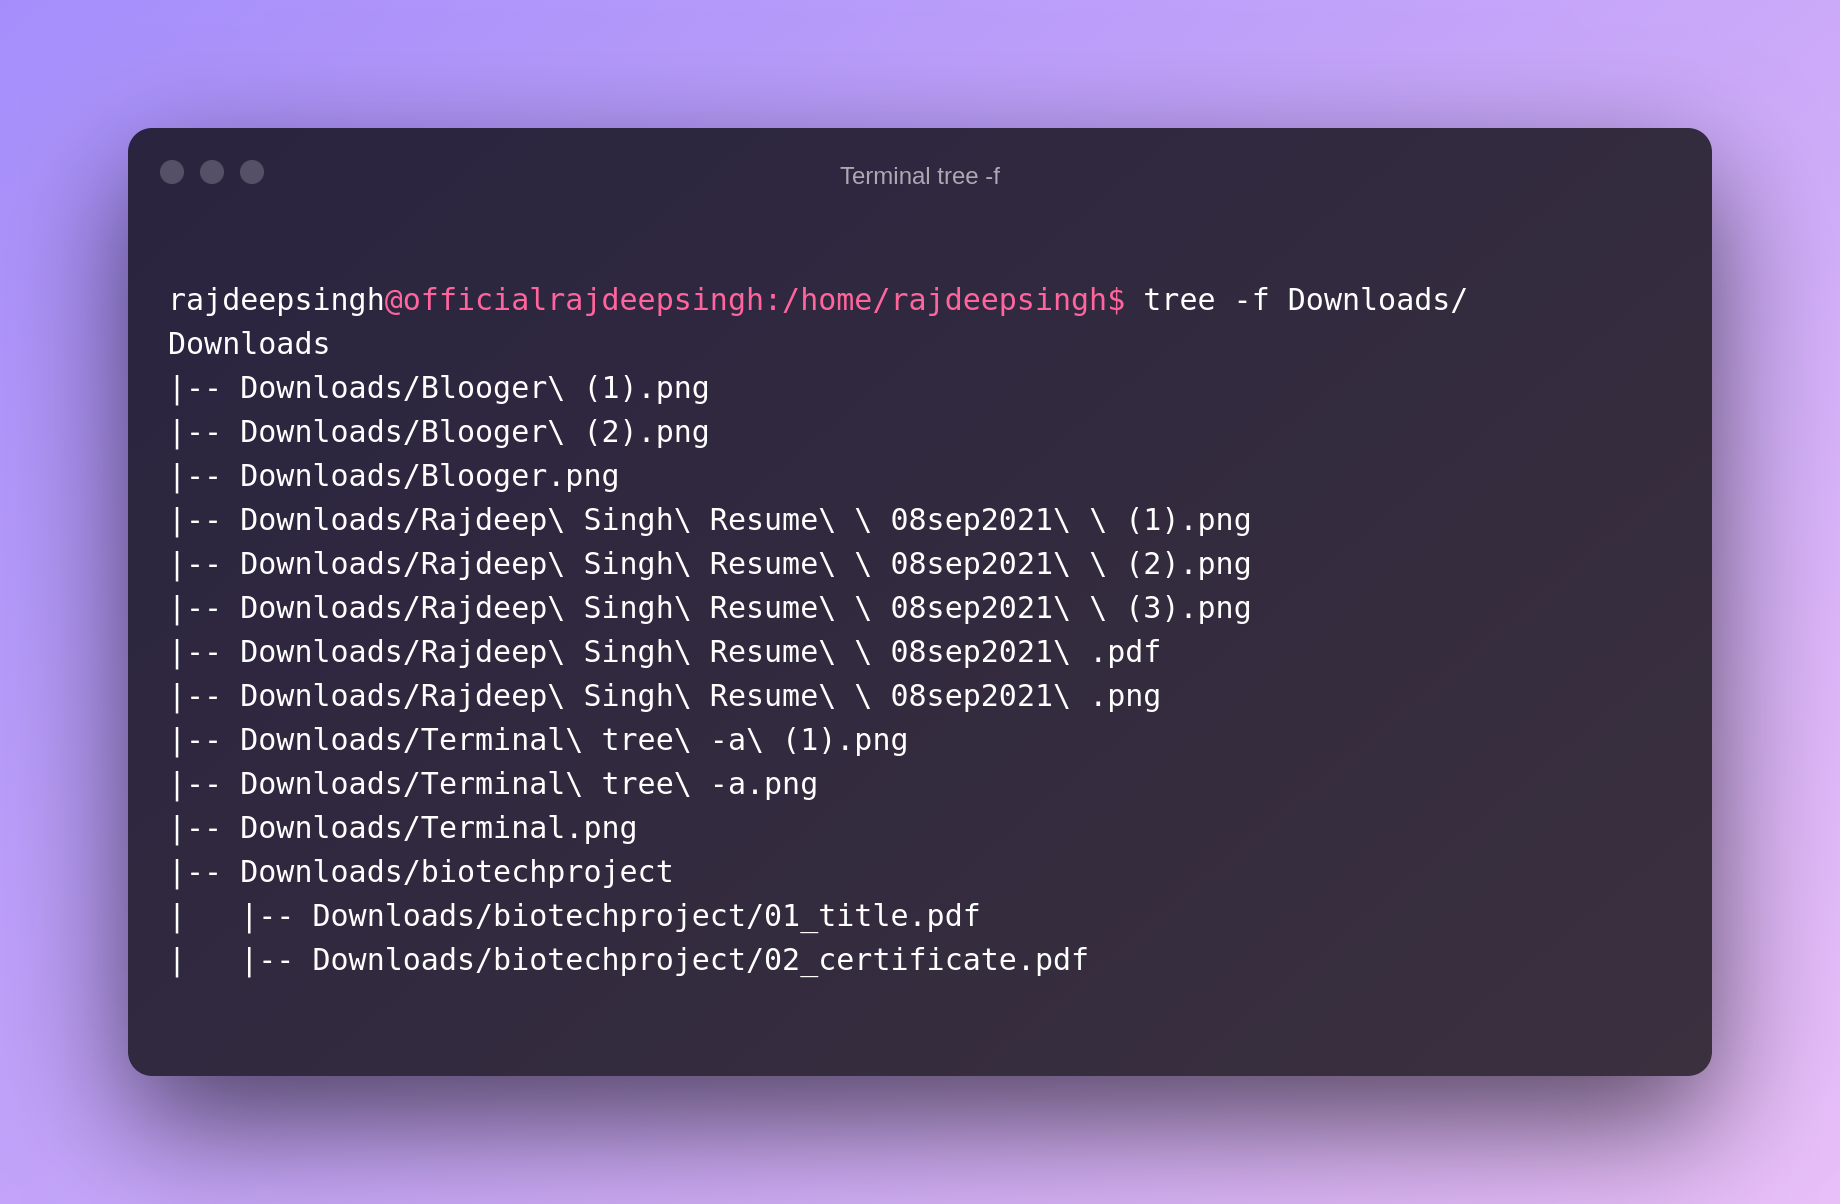 Terminal tree -f
rajdeepsingh@officialrajdeepsingh:/home/rajdeepsingh$ tree -f Downloads/
Downloads
|-- Downloads/Blooger\ (1).png
|-- Downloads/Blooger\ (2).png
|-- Downloads/Blooger.png
|-- Downloads/Rajdeep\ Singh\ Resume\ \ 08sep2021\ \ (1).png
|-- Downloads/Rajdeep\ Singh\ Resume\ \ 08sep2021\ \ (2).png
|-- Downloads/Rajdeep\ Singh\ Resume\ \ 08sep2021\ \ (3).png
|-- Downloads/Rajdeep\ Singh\ Resume\ \ 08sep2021\ .pdf
|-- Downloads/Rajdeep\ Singh\ Resume\ \ 08sep2021\ .png
|-- Downloads/Terminal\ tree\ -a\ (1).png
|-- Downloads/Terminal\ tree\ -a.png
|-- Downloads/Terminal.png
|-- Downloads/biotechproject
|   |-- Downloads/biotechproject/01_title.pdf
|   |-- Downloads/biotechproject/02_certificate.pdf